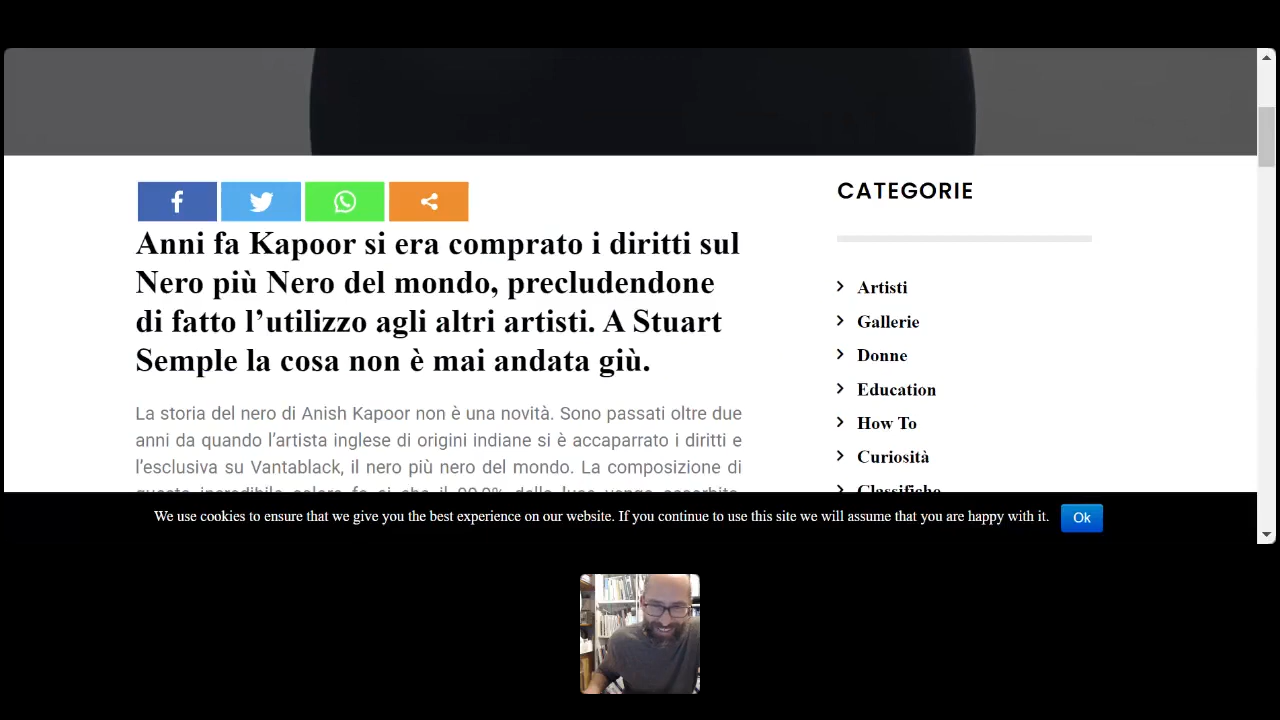 Anni fa Kapoor si era comprato i diritti sul
Nero più Nero del mondo, precludendone
di fatto l’utilizzo agli altri artisti. A Stuart
Semple la cosa non è mai andata giù.
La storia del nero di Anish Kapoor non è una novità. Sono passati oltre due
anni da quando l’artista inglese di origini indiane si è accaparrato i diritti e
l’esclusiva su Vantablack, il nero più nero del mondo. La composizione di
CATEGORIE
Artisti
Gallerie
Donne
Education
How To
Curiosità
Classifiche
We use cookies to ensure that we give you the best experience on our website. If you continue to use this site we will assume that you are happy with it.
Ok